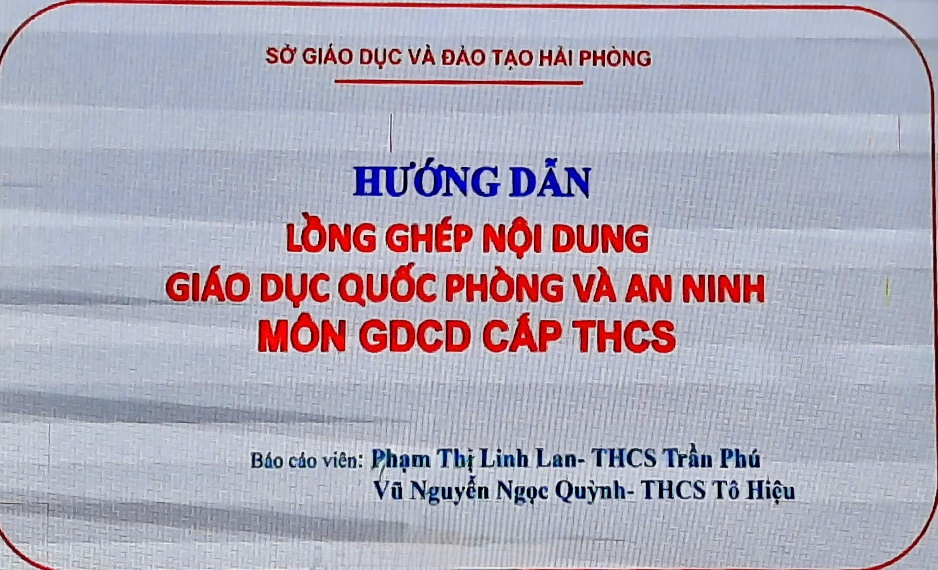 SỞ GIÁO DỤC VÀ ĐÀO TẠO HẢI PHÒNG
HƯỚNG DẪN
LỒNG GHÉP NỘI DUNG
GIÁO DỤC QUỐC PHÒNG VÀ AN NINH
MÔN GDCD CẤP THCS
Báo cáo viên: Phạm Thị Linh Lan- THCS Trần Phú
Vũ Nguyễn Ngọc Quỳnh- THCS Tô Hiệu